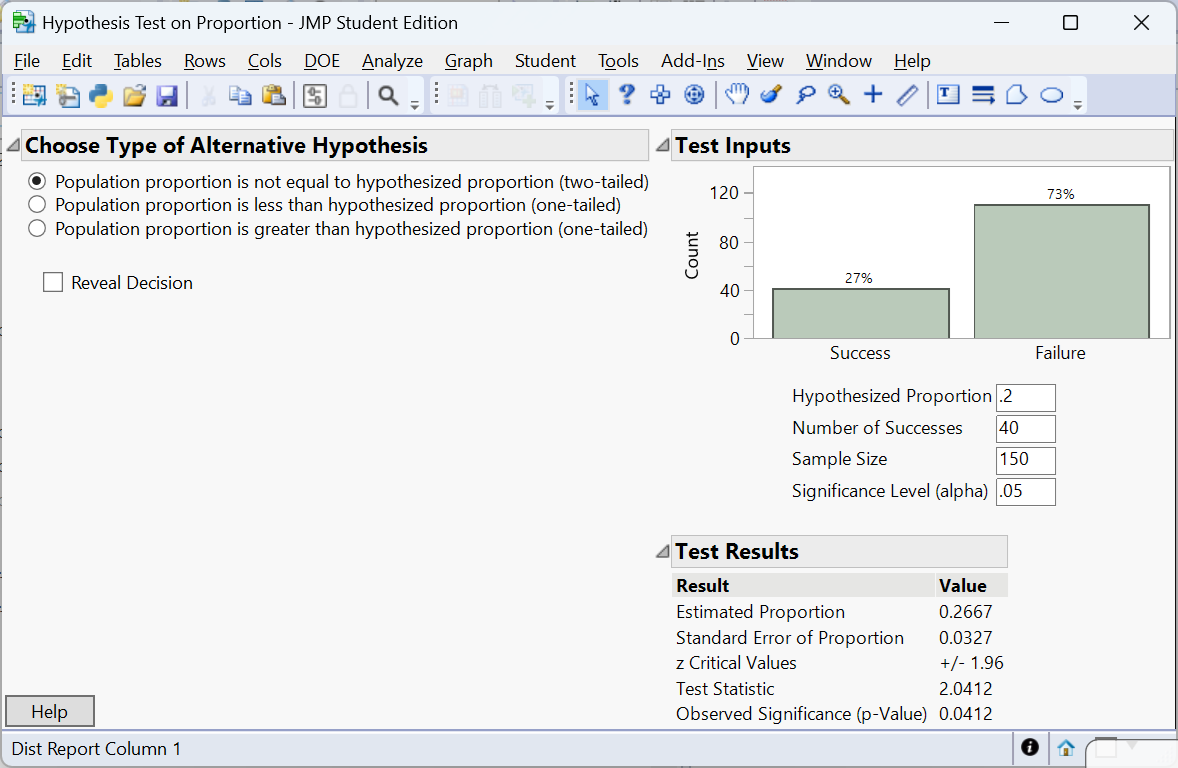 Hypothesis Test on Proportion - JMP Student Edition
File Edit Tables Rows Cols DOE Analyze Graph Student Tools Add-Ins View Window Help
Choose Type of Alternative Hypothesis
Population proportion is not equal to hypothesized proportion (two-tailed)
Population proportion is less than hypothesized proportion (one-tailed)
Population proportion is greater than hypothesized proportion (one-tailed)
Reveal Decision
Help
Test Inputs
Count
120
80
40
0
27%
73%
Success Failure
Hypothesized Proportion .2
Number of Successes 40
Sample Size 150
Significance Level (alpha) .05
Test Results
Result Value
Estimated Proportion 0.2667
Standard Error of Proportion 0.0327
z Critical Values +/- 1.96
Test Statistic 2.0412
Observed Significance (p-Value) 0.0412
Dist Report Column 1